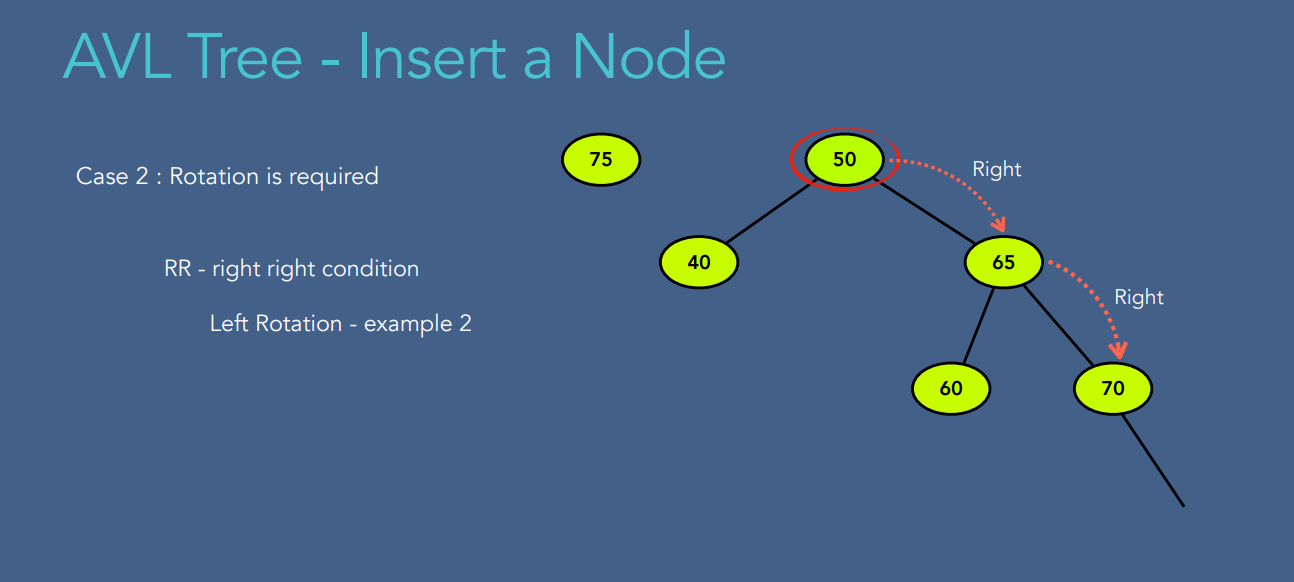 AVL Tree - Insert a Node
Case 2 : Rotation is required
RR - right right condition
Left Rotation - example 2
75
50
Right
40
65
Right
60
70